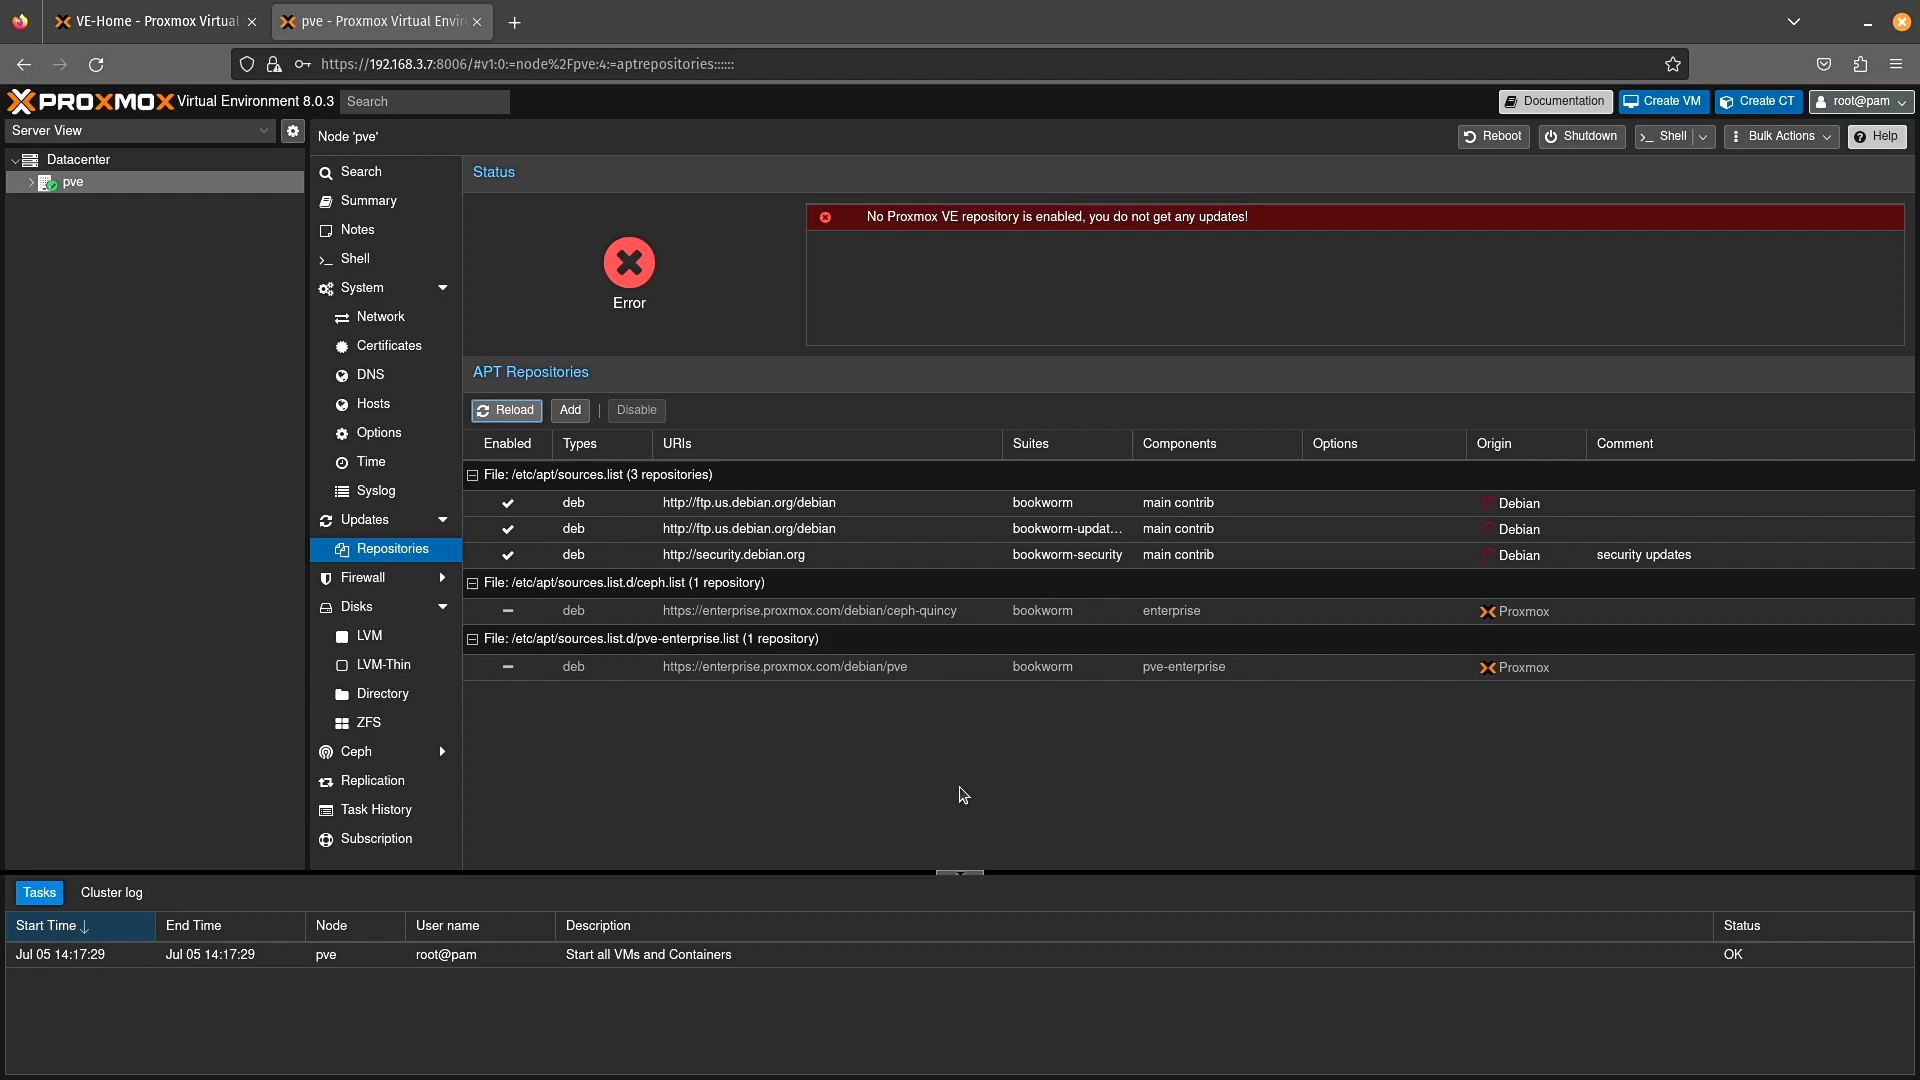 VE-Home - Proxmox Virtual
pve - Proxmox Virtual Envir
https://192.168.3.7:8006/#v1:0:=node%2Fpve:4:=aptrepositories::::::
PROXMOX Virtual Environment 8.0.3 Search
Documentation Create VM Create CT root@pam
Server View
Node 'pve'
Reboot Shutdown Shell Bulk Actions Help
Datacenter
pve
Search
Summary
Notes
Shell
System
Network
Certificates
DNS
Hosts
Options
Time
Syslog
Updates
Repositories
Firewall
Disks
LVM
LVM-Thin
Directory
ZFS
Ceph
Replication
Task History
Subscription
Status
No Proxmox VE repository is enabled, you do not get any updates!
Error
APT Repositories
Reload Add Disable
Enabled Types URIs Suites Components Options Origin Comment
File: /etc/apt/sources.list (3 repositories)
deb http://ftp.us.debian.org/debian bookworm main contrib Debian
deb http://ftp.us.debian.org/debian bookworm-updat... main contrib Debian
deb http://security.debian.org bookworm-security main contrib Debian security updates
File: /etc/apt/sources.list.d/ceph.list (1 repository)
deb https://enterprise.proxmox.com/debian/ceph-quincy bookworm enterprise Proxmox
File: /etc/apt/sources.list.d/pve-enterprise.list (1 repository)
deb https://enterprise.proxmox.com/debian/pve bookworm pve-enterprise Proxmox
Tasks Cluster log
Start Time End Time Node User name Description Status
Jul 05 14:17:29 Jul 05 14:17:29 pve root@pam Start all VMs and Containers OK